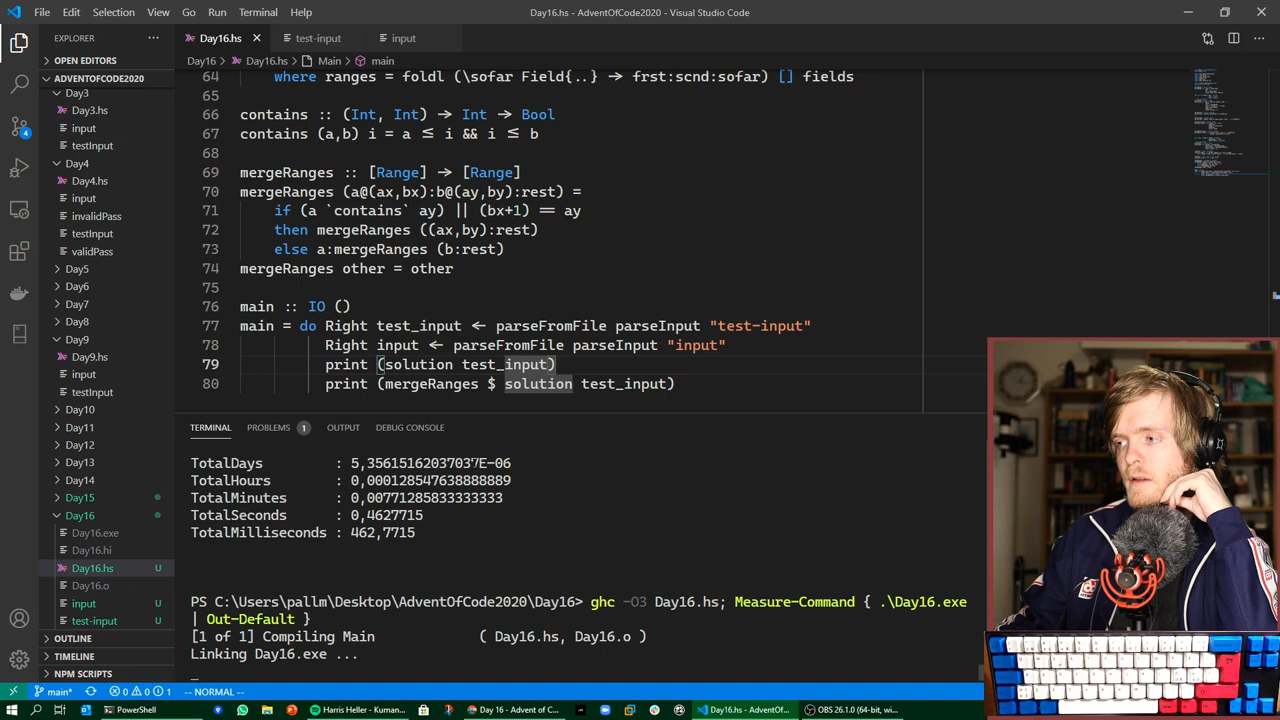 File Edit Selection View Go Run Terminal Help
Day16.hs - AdventOfCode2020 - Visual Studio Code
EXPLORER
Day16.hs
test-input
input
OPEN EDITORS
Day16 > Day16.hs > Main > main
ADVENTOFCODE2020
Day3
Day3.hs
input
testInput
Day4
Day4.hs
input
invalidPass
testInput
validPass
Day5
Day6
Day7
Day8
Day9
Day9.hs
input
testInput
Day10
Day11
Day12
Day13
Day14
Day15
Day16
Day16.exe
Day16.hi
Day16.hs U
Day16.o
input U
test-input U
OUTLINE
TIMELINE
NPM SCRIPTS
64 where ranges = foldl (\sofar Field{..} → frst:scnd:sofar) [] fields
65
66 contains :: (Int, Int) → Int → Bool
67 contains (a,b) i = a ≤ i && i ≤ b
68
69 mergeRanges :: [Range] → [Range]
70 mergeRanges (a@(ax,bx):b@(ay,by):rest) =
71 if (a `contains` ay) || (bx+1) == ay
72 then mergeRanges ((ax,by):rest)
73 else a:mergeRanges (b:rest)
74 mergeRanges other = other
75
76 main :: IO ()
77 main = do Right test_input ← parseFromFile parseInput "test-input"
78 Right input ← parseFromFile parseInput "input"
79 print (solution test_input)
80 print (mergeRanges $ solution test_input)
TERMINAL PROBLEMS 1 OUTPUT DEBUG CONSOLE
TotalDays : 5,35615162037037E-06
TotalHours : 0,000128547638888889
TotalMinutes : 0,00771285833333333
TotalSeconds : 0,4627715
TotalMilliseconds : 462,7715
PS C:\Users\pallm\Desktop\AdventOfCode2020\Day16> ghc -O3 Day16.hs; Measure-Command { .\Day16.exe
| Out-Default }
[1 of 1] Compiling Main ( Day16.hs, Day16.o )
Linking Day16.exe ...
main* 0 0 1 -- NORMAL --
PowerShell
Harris Heller - Kuman...
Day 16 - Advent of C...
Day16.hs - AdventOf...
OBS 26.1.0 (64-bit, w...